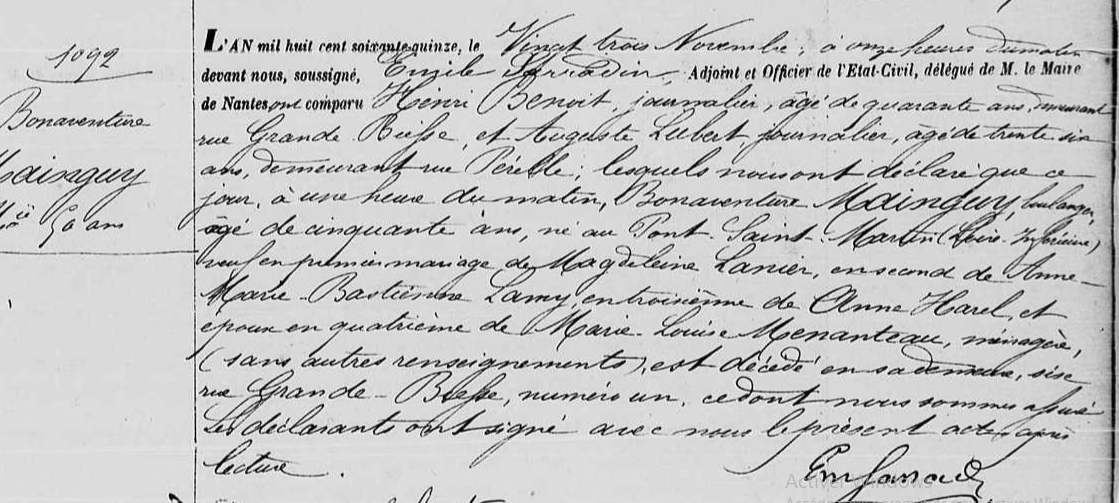 1092
Bonaventure
Mainguy
50 ans
L'AN mil huit cent soixante-quinze, le Vingt trois Novembre, à onze heures du matin
devant nous, soussigné, Emile Sarradin, Adjoint et Officier de l'Etat-Civil, délégué de M. le Maire
de Nantes, ont comparu Henri Benoit, journalier, âgé de quarante ans, demeurant
rue Grande Biesse, et Auguste Lubert, journalier, âgé de trente six
ans, demeurant rue Pérelle; lesquels nous ont déclaré que ce
jour, à une heure du matin, Bonaventure Mainguy, boulanger,
âgé de cinquante ans, né au Pont-Saint-Martin (Loire-Inférieure)
veuf en premier mariage de Magdeleine Lanier, en second de Anne-
Marie-Bastienne Lamy, en troisième de Anne Harel, et
époux en quatrième de Marie-Louise Menanteau, ménagère,
(sans autres renseignements), est décédé en sa demeure, sise
rue Grande-Biesse, numéro un, ce dont nous sommes assuré
Les déclarants ont signé avec nous le présent acte, après
lecture.
Em Sarradin